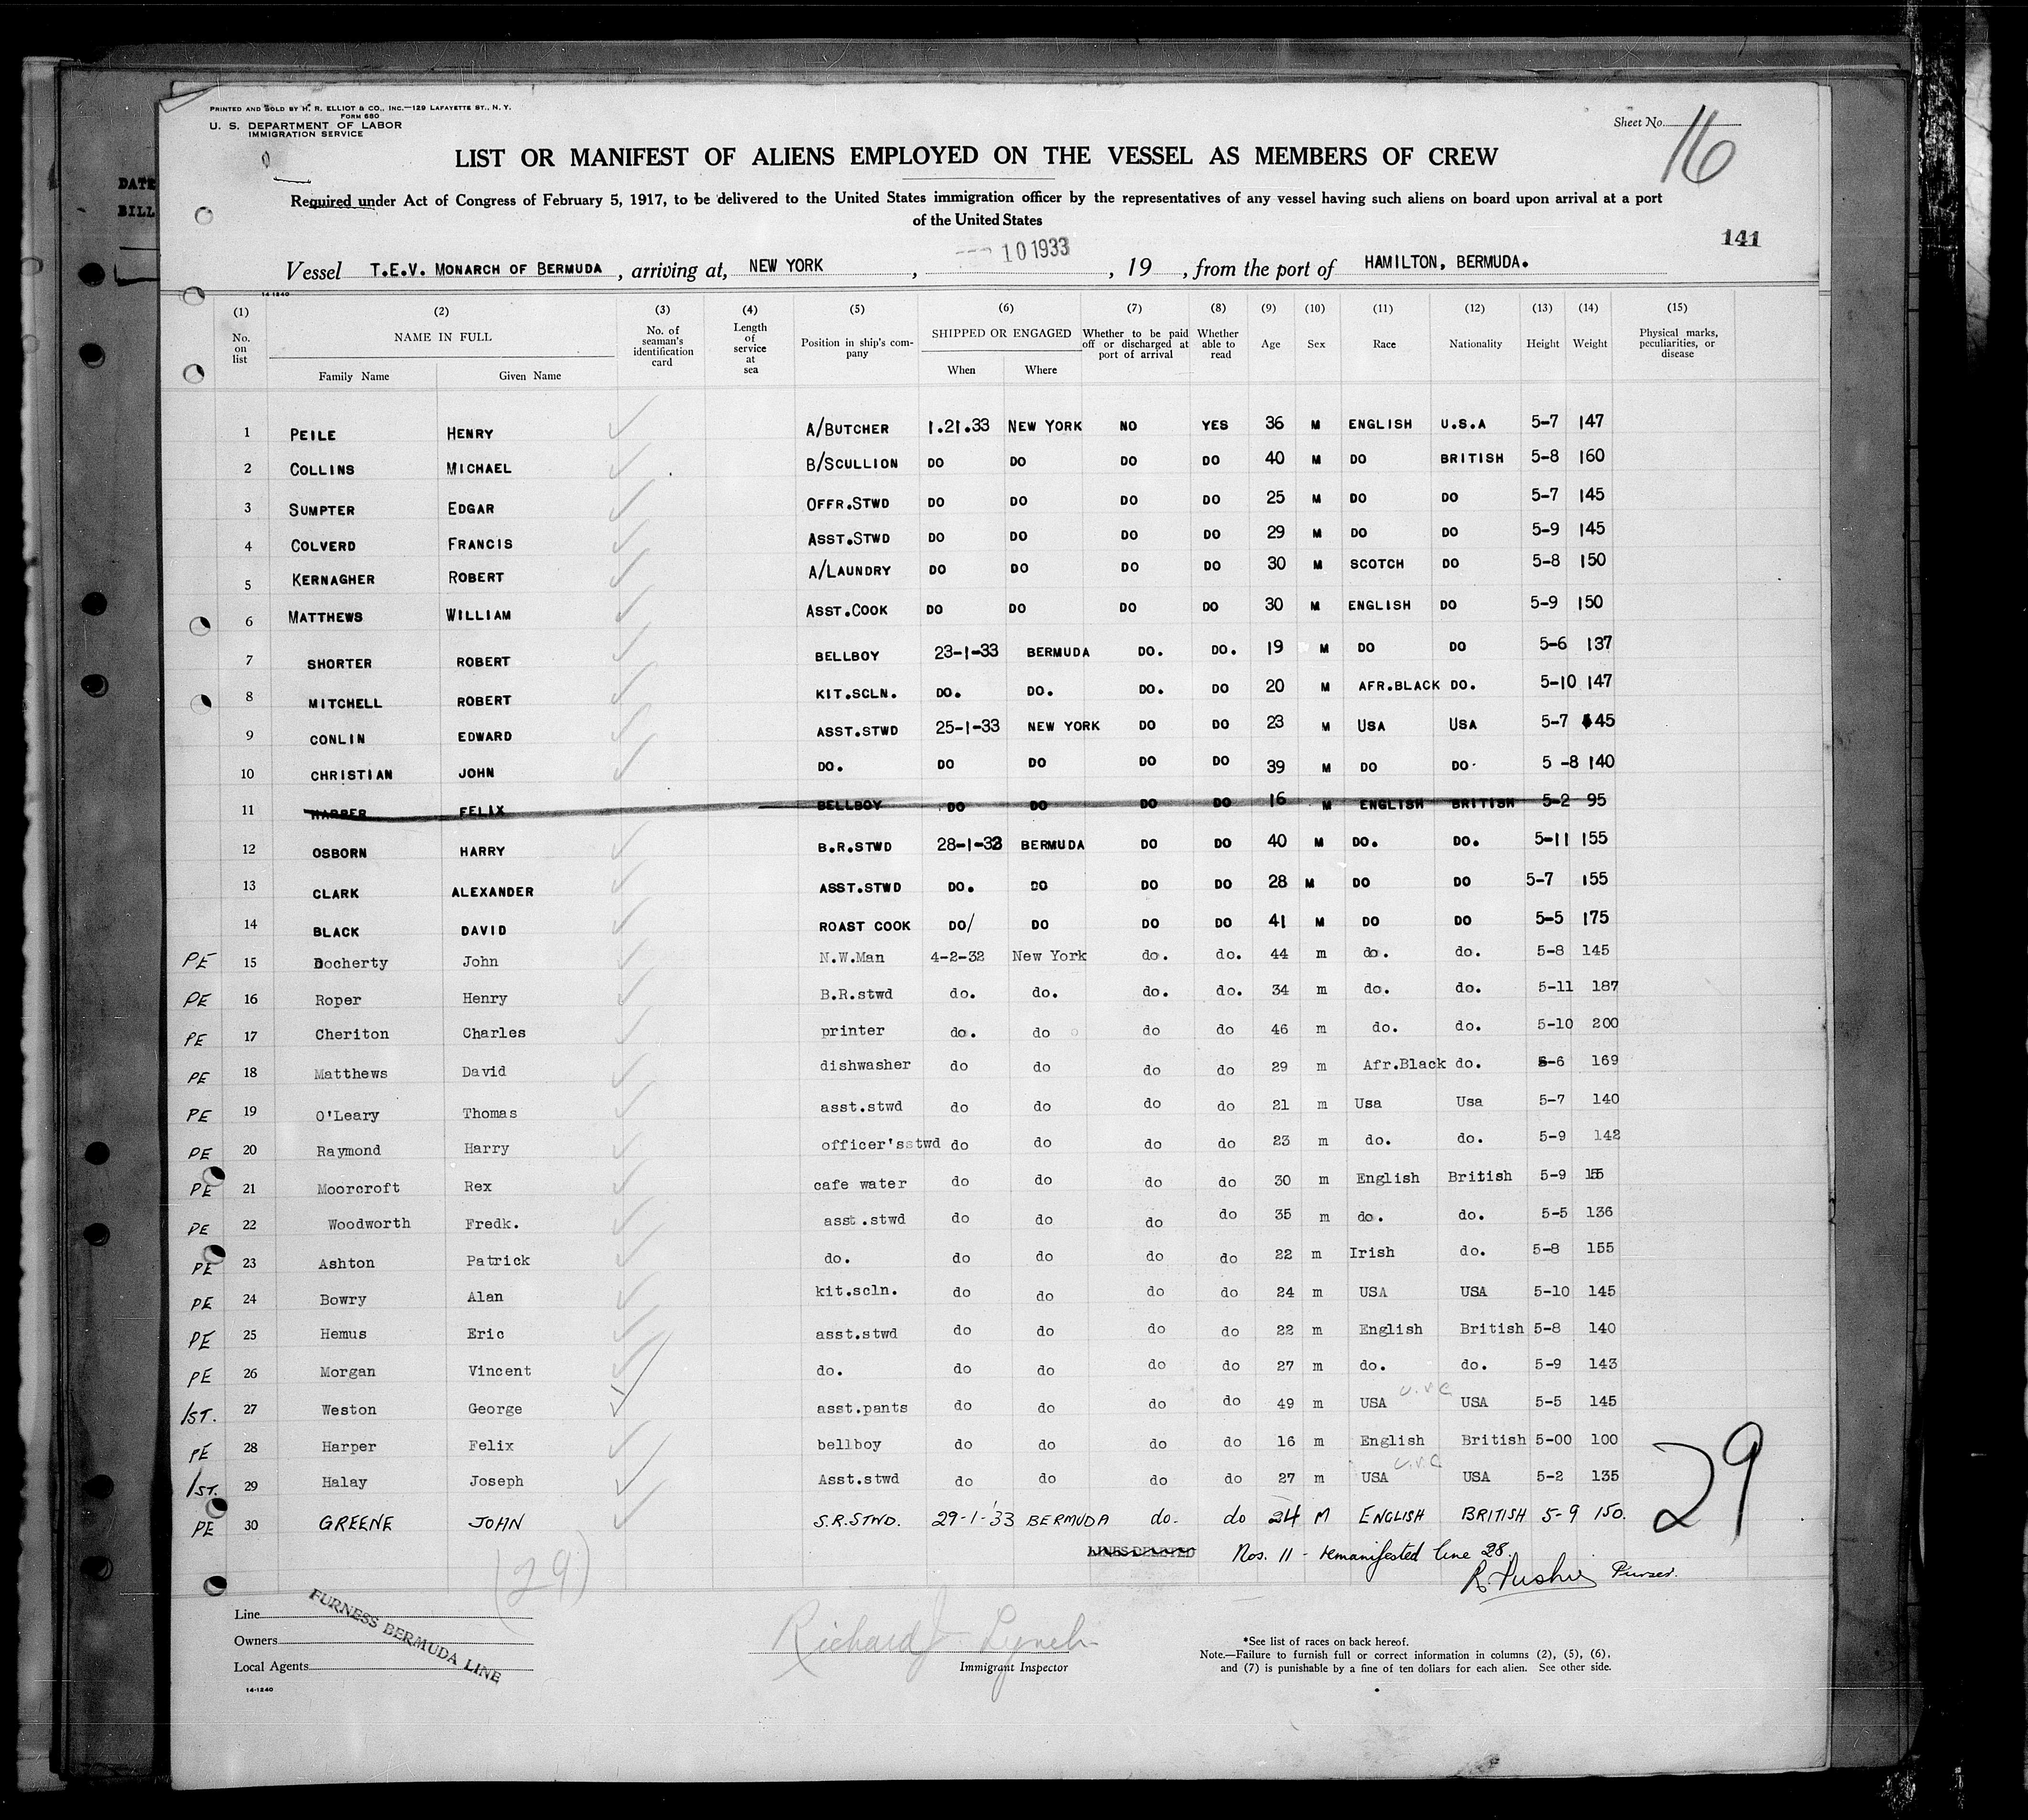 PRINTED AND SOLD BY H. R. ELLIOT & CO., INC.—129 LAFAYETTE ST., N. Y.
FORM 680
U. S. DEPARTMENT OF LABOR
IMMIGRATION SERVICE
Sheet No. 16
LIST OR MANIFEST OF ALIENS EMPLOYED ON THE VESSEL AS MEMBERS OF CREW
Required under Act of Congress of February 5, 1917, to be delivered to the United States immigration officer by the representatives of any vessel having such aliens on board upon arrival at a port
of the United States
DATE
BILL
141
Vessel T.E.V. MONARCH OF BERMUDA, arriving at, NEW YORK, 10 1933, 19 , from the port of HAMILTON, BERMUDA.
14-1240
(1) (2) (3) (4) (5) (6) (7) (8) (9) (10) (11) (12) (13) (14) (15)
No. on list NAME IN FULL Family Name Given Name No. of seaman's identification card Length of service at sea Position in ship's company SHIPPED OR ENGAGED When Where Whether to be paid off or discharged at port of arrival Whether able to read Age Sex Race Nationality Height Weight Physical marks, peculiarities, or disease
1 PEILE HENRY A/BUTCHER 1.21.33 NEW YORK NO YES 36 M ENGLISH U.S.A 5-7 147
2 COLLINS MICHAEL B/SCULLION DO DO DO DO 40 M DO BRITISH 5-8 160
3 SUMPTER EDGAR OFFR.STWD DO DO DO DO 25 M DO DO 5-7 145
4 COLVERD FRANCIS ASST.STWD DO DO DO DO 29 M DO DO 5-9 145
5 KERNAGHER ROBERT A/LAUNDRY DO DO DO DO 30 M SCOTCH DO 5-8 150
6 MATTHEWS WILLIAM ASST.COOK DO DO DO DO 30 M ENGLISH DO 5-9 150
7 SHORTER ROBERT BELLBOY 23-1-33 BERMUDA DO. DO. 19 M DO DO 5-6 137
8 MITCHELL ROBERT KIT.SCLN. DO. DO. DO. DO 20 M AFR.BLACK DO. 5-10 147
9 CONLIN EDWARD ASST.STWD 25-1-33 NEW YORK DO DO 23 M USA USA 5-7 145
10 CHRISTIAN JOHN DO. DO DO DO DO 39 M DO DO. 5 -8 140
11 HARPER FELIX BELLBOY DO DO DO DO 16 M ENGLISH BRITISH 5-2 95
12 OSBORN HARRY B.R.STWD 28-1-33 BERMUDA DO DO 40 M DO. DO. 5-11 155
13 CLARK ALEXANDER ASST.STWD DO. DO DO DO 28 M DO DO 5-7 155
14 BLACK DAVID ROAST COOK DO/ DO DO DO 41 M DO DO 5-5 175
PE 15 Docherty John N.W.Man 4-2-32 New York do. do. 44 m do. do. 5-8 145
PE 16 Roper Henry B.R.stwd do. do. do. do. 34 m do. do. 5-11 187
PE 17 Cheriton Charles printer do. do do do 46 m do. do. 5-10 200
PE 18 Matthews David dishwasher do do do do 29 m Afr.Black do. 5-6 169
PE 19 O'Leary Thomas asst.stwd do do do do 21 m Usa Usa 5-7 140
PE 20 Raymond Harry officer'sstwd do do do do 23 m do. do. 5-9 142
PE 21 Moorcroft Rex cafe water do do do do 30 m English British 5-9
PE 22 Woodworth Fredk. asst.stwd do do do do 35 m do. do. 5-5 136
PE 23 Ashton Patrick do. do do do do 22 m Irish do. 5-8 155
PE 24 Bowry Alan kit.scln. do do do do 24 m USA USA 5-10 145
PE 25 Hemus Eric asst.stwd do do do do 22 m English British 5-8 140
PE 26 Morgan Vincent do. do do do do 27 m do. do. 5-9 143
1ST. 27 Weston George asst.pants do do do do 49 m USA USA 5-5 145
PE 28 Harper Felix bellboy do do do do 16 m English British 5-00 100
1ST. 29 Halay Joseph Asst.stwd do do do do 27 m USA USA 5-2 135
PE 30 GREENE JOHN S.R.STWD. 29-1-33 BERMUDA do. do 24 M ENGLISH BRITISH 5-9 150.
29
LINES DELETED Nos. 11 - remanifested line 28.
Purser.
(29)
Line
Owners
Local Agents
FURNESS BERMUDA LINE
14-1240
Richard J Lynch
Immigrant Inspector
*See list of races on back hereof.
Note.—Failure to furnish full or correct information in columns (2), (5), (6),
and (7) is punishable by a fine of ten dollars for each alien. See other side.